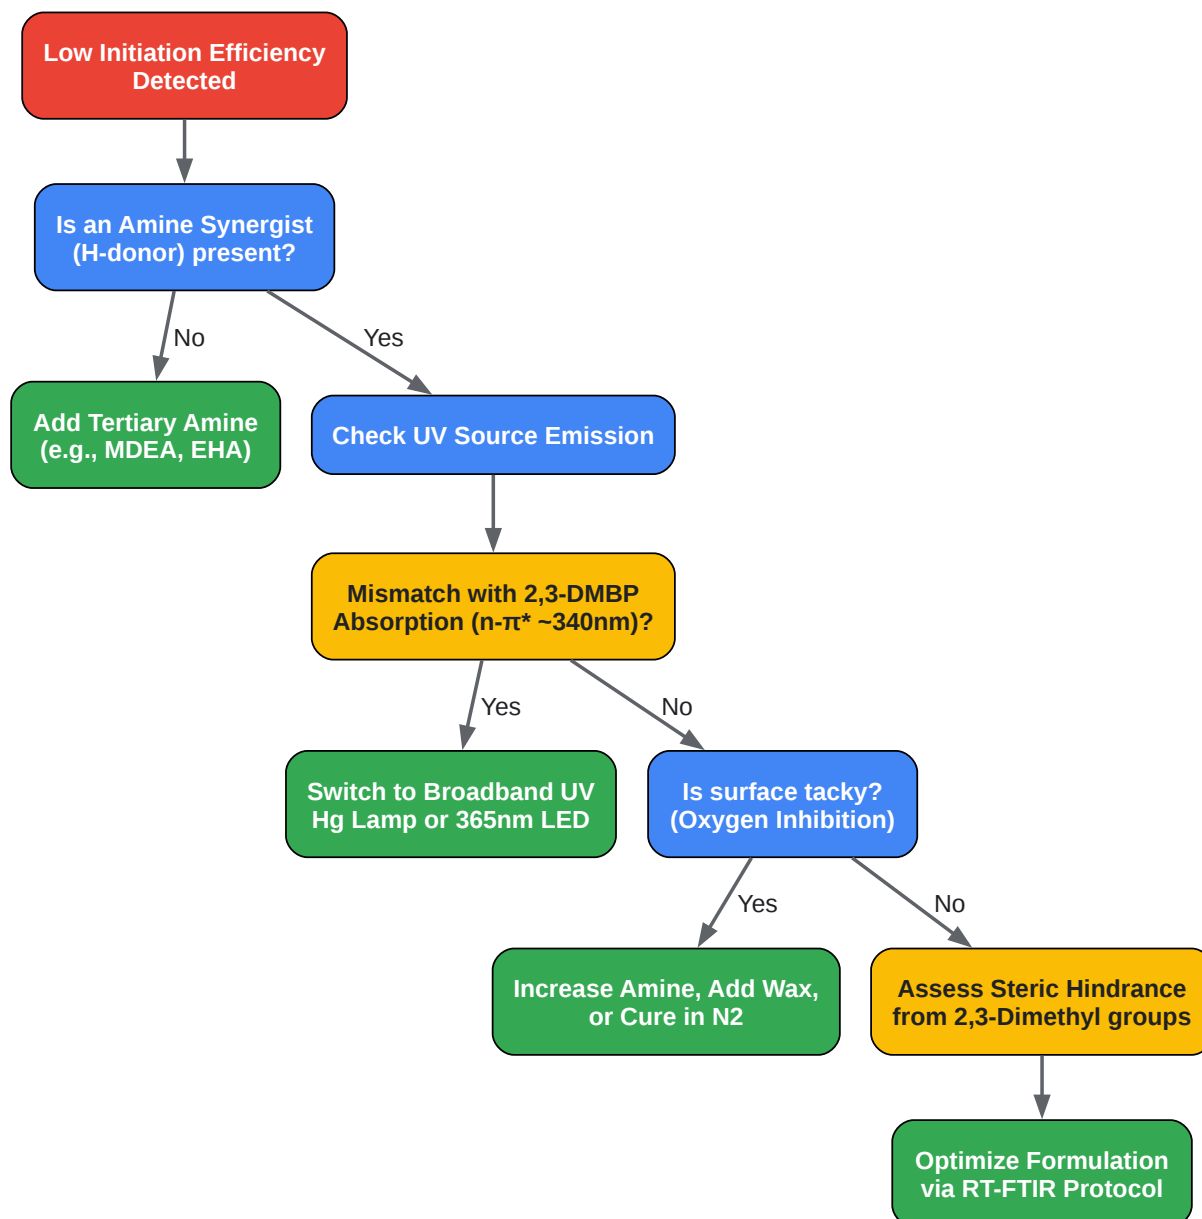 Low Initiation Efficiency
Detected
Is an Amine Synergist
(H-donor) present?
No
Yes
Add Tertiary Amine
(e.g., MDEA, EHA)
Check UV Source Emission
Mismatch with 2,3-DMBP
Absorption (n-π* ~340nm)?
Yes
No
Switch to Broadband UV
Hg Lamp or 365nm LED
Is surface tacky?
(Oxygen Inhibition)
Yes
No
Increase Amine, Add Wax,
or Cure in N2
Assess Steric Hindrance
from 2,3-Dimethyl groups
Optimize Formulation
via RT-FTIR Protocol